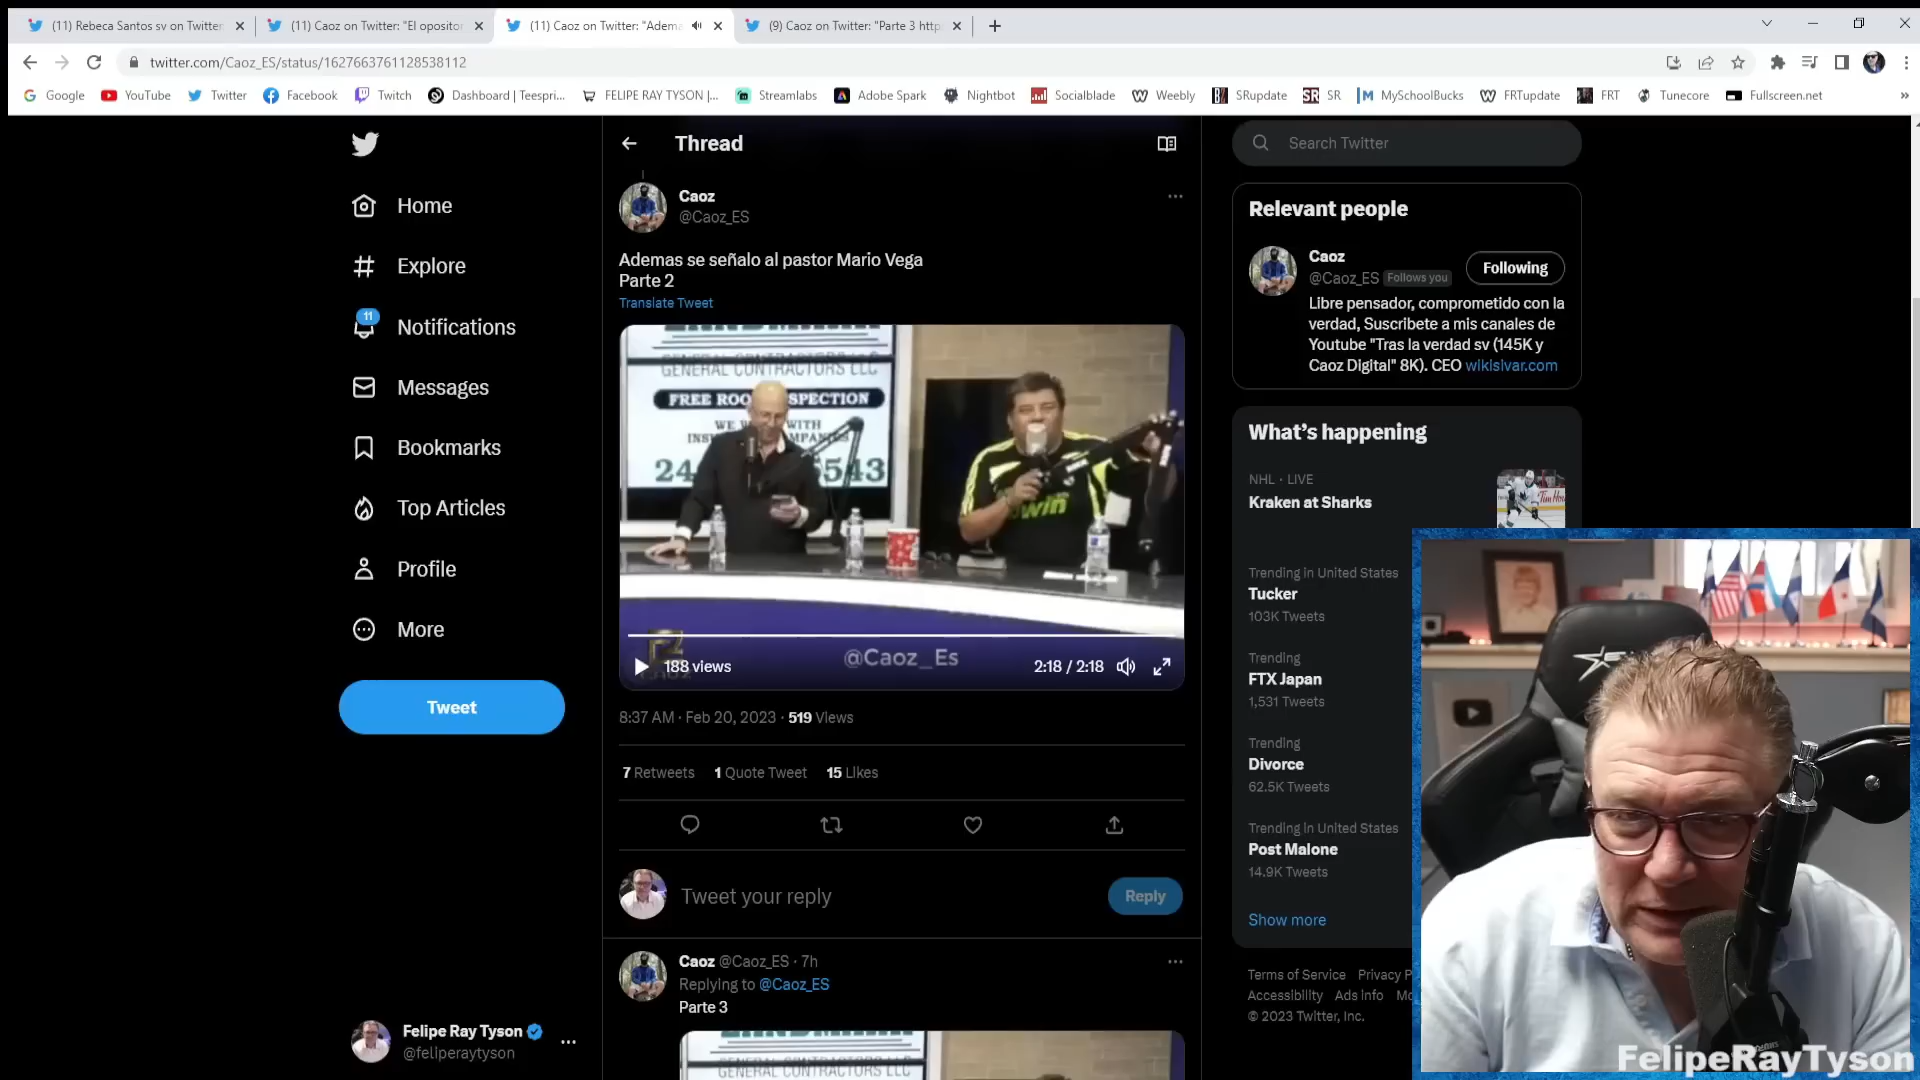 (11) Rebeca Santos sv on Twitter
(11) Caoz on Twitter: "El opositor
(11) Caoz on Twitter: "Adema
(9) Caoz on Twitter: "Parte 3 http
twitter.com/Caoz_ES/status/1627663761128538112
Google
YouTube
Twitter
Facebook
Twitch
Dashboard | Teespri...
FELIPE RAY TYSON |...
Streamlabs
Adobe Spark
Nightbot
Socialblade
Weebly
SRupdate
SR
MySchoolBucks
FRTupdate
FRT
Tunecore
Fullscreen.net
»
Home
Explore
11
Notifications
Messages
Bookmarks
Top Articles
Profile
More
Tweet
Felipe Ray Tyson
@feliperaytyson
Thread
Caoz
@Caoz_ES
Ademas se señalo al pastor Mario Vega
Parte 2
Translate Tweet
GENERAL CONTRACTORS LLC
FREE ROO SPECTION
WE W WITH
24 543
@Caoz_Es
188 views
2:18 / 2:18
8:37 AM · Feb 20, 2023 · 519 Views
7 Retweets 1 Quote Tweet 15 Likes
Tweet your reply
Reply
Caoz @Caoz_ES · 7h
Replying to @Caoz_ES
Parte 3
GENERAL CONTRACTORS LLC
Search Twitter
Relevant people
Caoz
@Caoz_ES Follows you
Following
Libre pensador, comprometido con la
verdad, Suscribete a mis canales de
Youtube "Tras la verdad sv (145K y
Caoz Digital" 8K). CEO wikisivar.com
What's happening
NHL · LIVE
Kraken at Sharks
Trending in United States
Tucker
103K Tweets
Trending
FTX Japan
1,531 Tweets
Trending
Divorce
62.5K Tweets
Trending in United States
Post Malone
14.9K Tweets
Show more
Terms of Service Privacy P
Accessibility Ads info Mo
© 2023 Twitter, Inc.
FelipeRayTyson